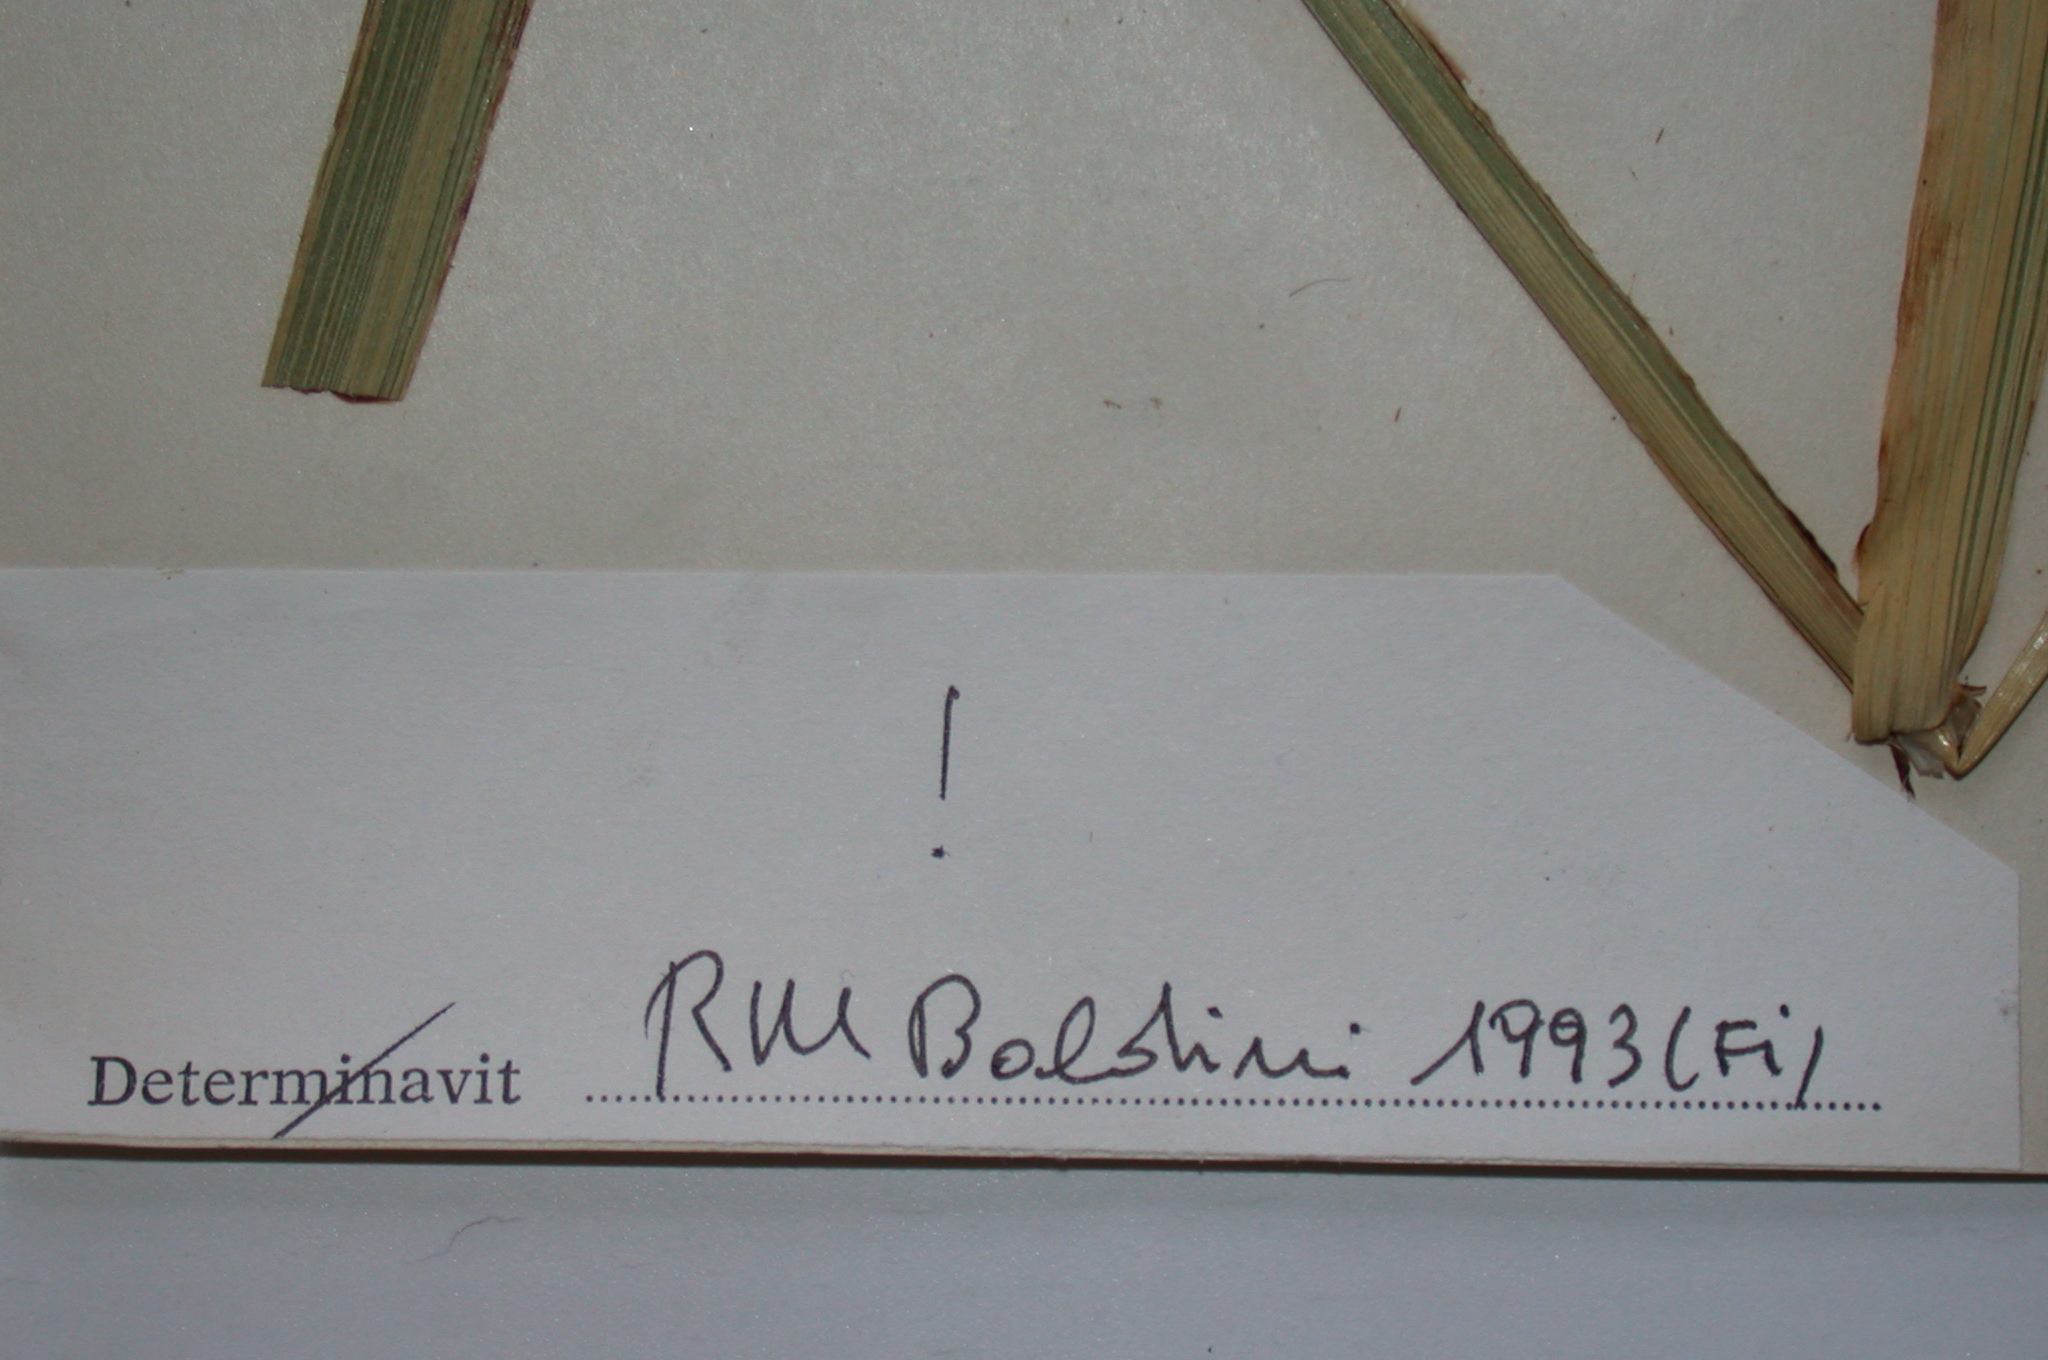 !
Determinavit RM Baldini 1993 (Fi)